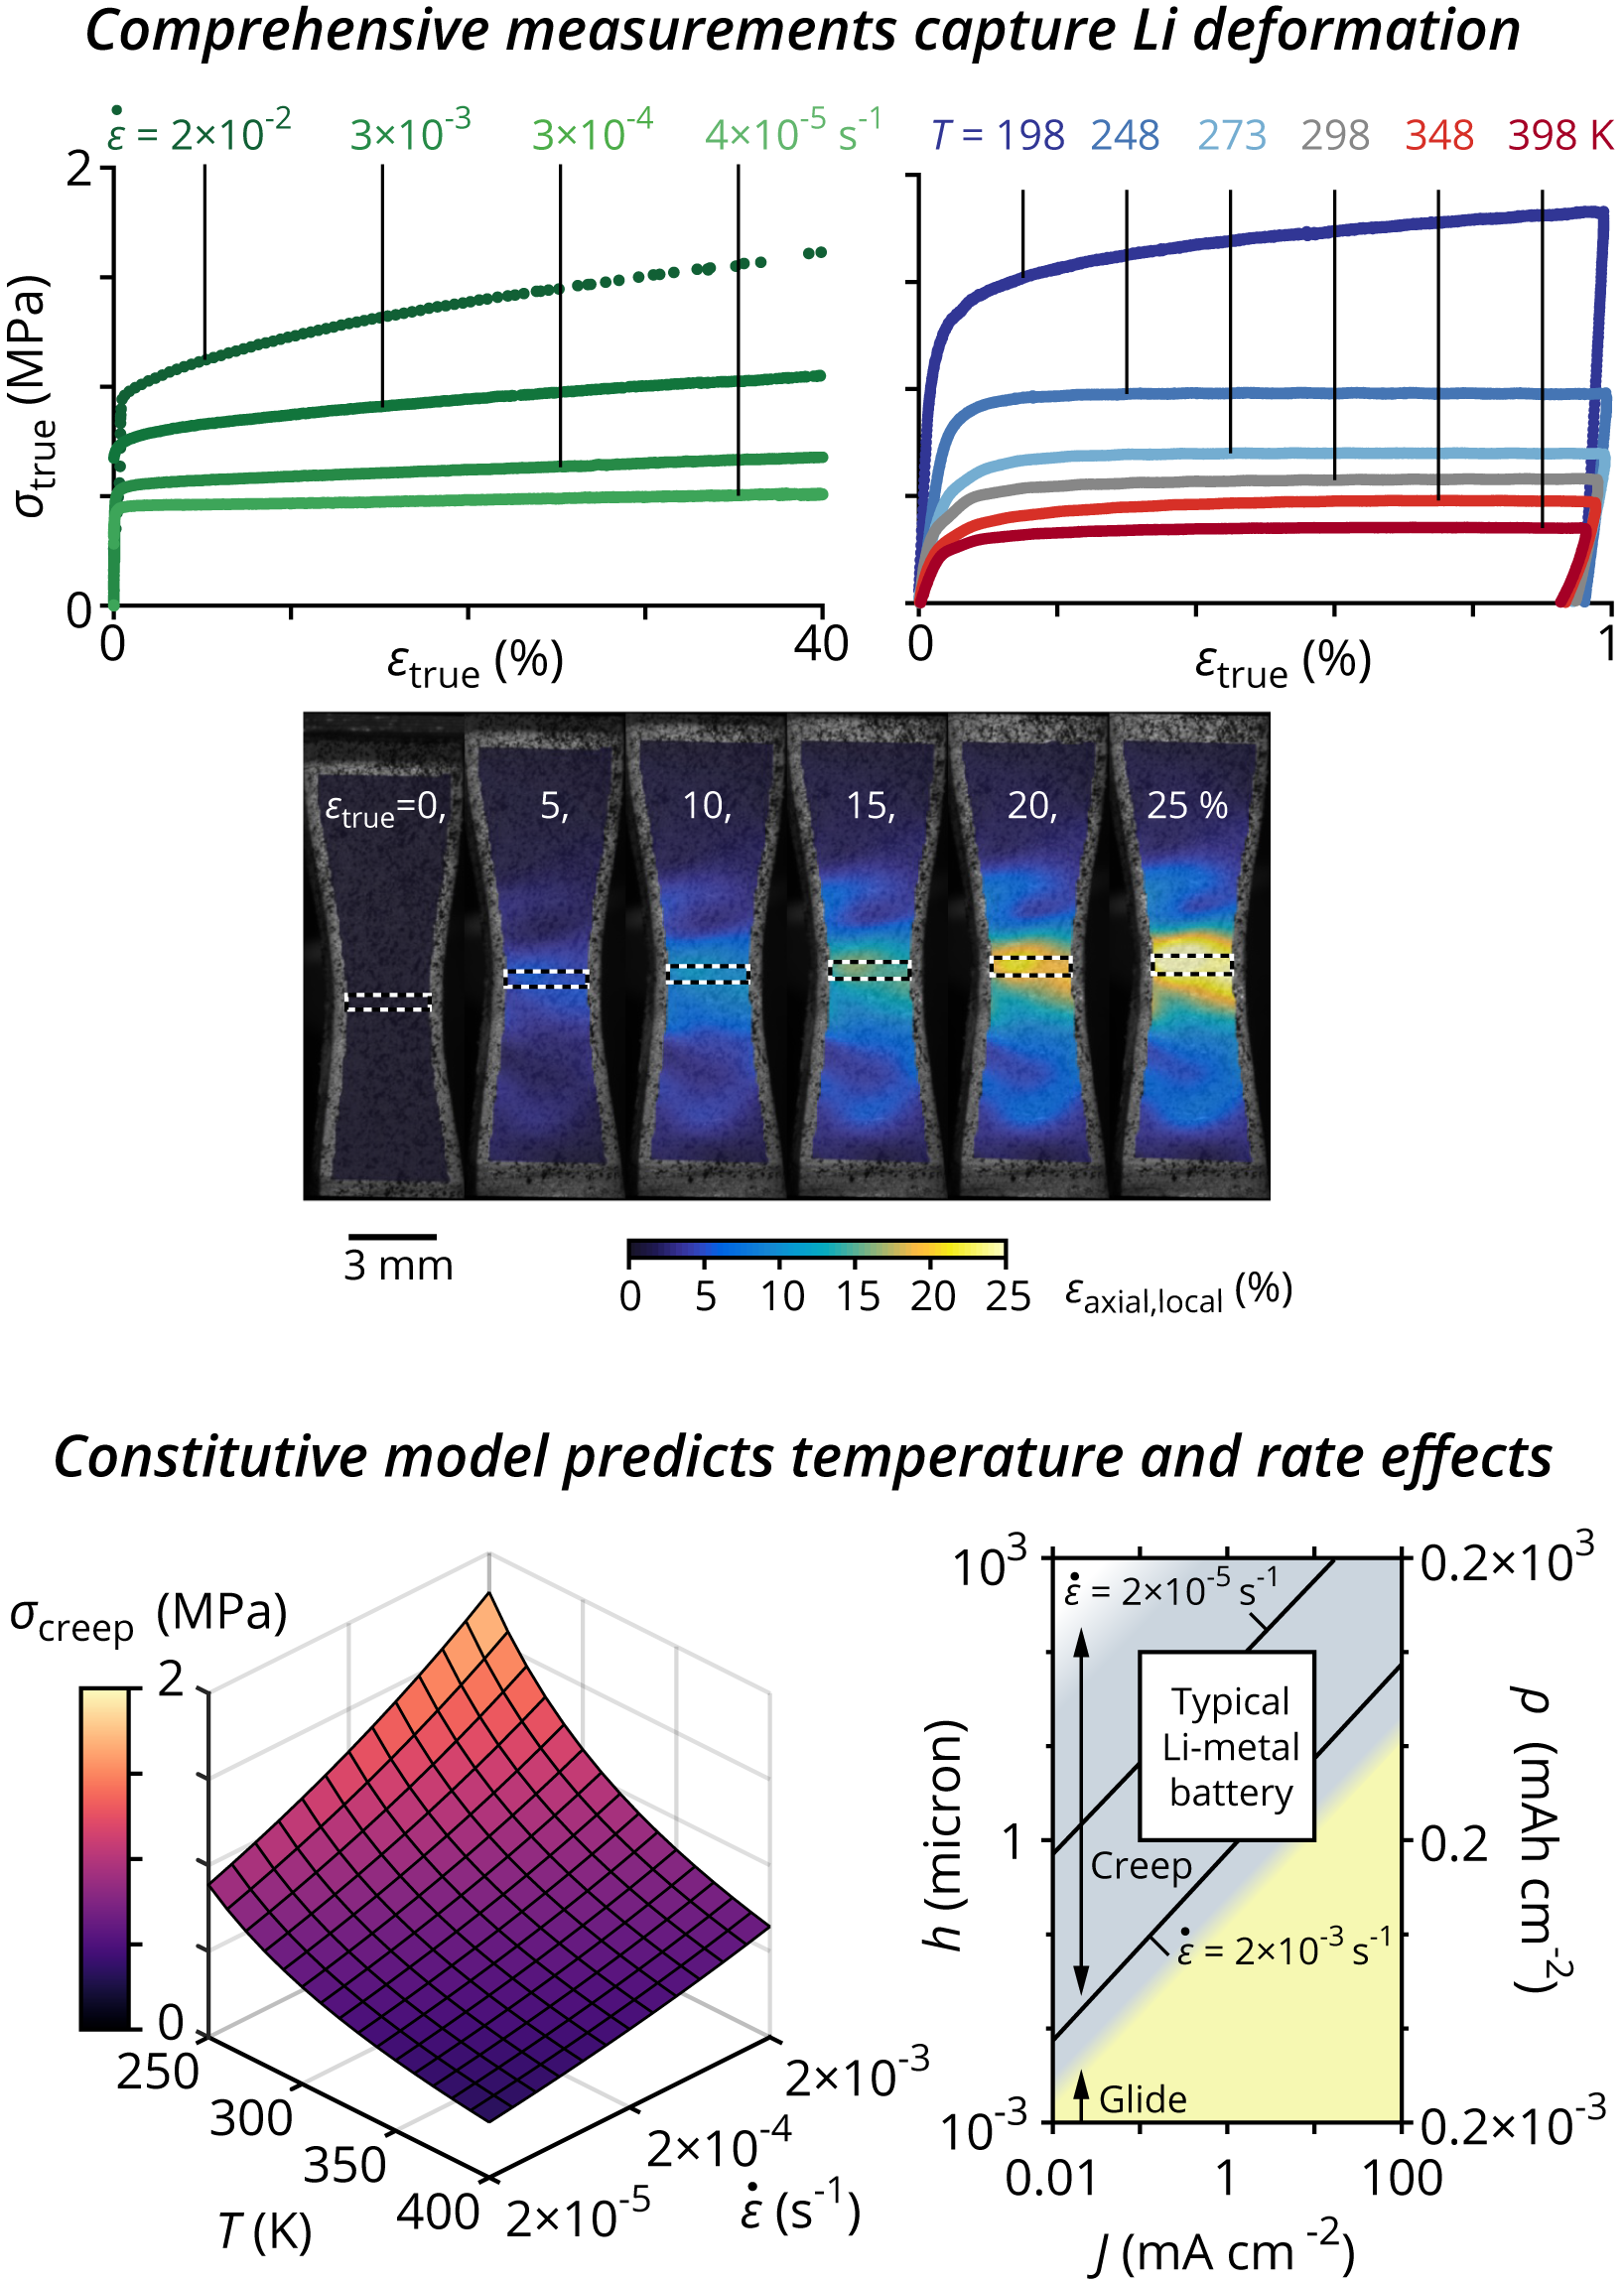 Comprehensive measurements capture Li deformation
ε̇ = 2×10⁻² 3×10⁻³ 3×10⁻⁴ 4×10⁻⁵ s⁻¹
T = 198 248 273 298 348 398 K
2
σtrue (MPa)
0
0 εtrue (%) 40
0 εtrue (%) 1
εtrue=0, 5, 10, 15, 20, 25 %
3 mm
0 5 10 15 20 25 εaxial,local (%)
Constitutive model predicts temperature and rate effects
σcreep (MPa)
2
0
250
300
350
400
T (K)
2×10⁻⁵
2×10⁻⁴
2×10⁻³
ε̇ (s⁻¹)
10³
1
10⁻³
h (micron)
ε̇ = 2×10⁻⁵ s⁻¹
Typical
Li-metal
battery
Creep
ε̇ = 2×10⁻³ s⁻¹
Glide
0.2×10³
0.2
0.2×10⁻³
ρ (mAh cm⁻²)
0.01 1 100
J (mA cm⁻²)